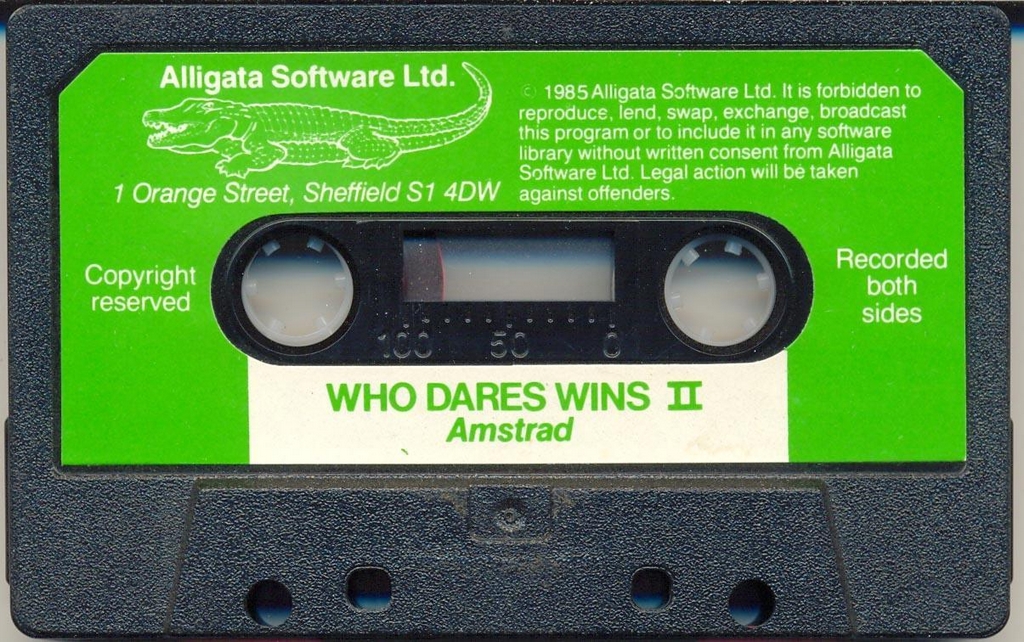 Alligata Software Ltd.
1 Orange Street, Sheffield S1 4DW
© 1985 Alligata Software Ltd. It is forbidden to
reproduce, lend, swap, exchange, broadcast
this program or to include it in any software
library without written consent from Alligata
Software Ltd. Legal action will be taken
against offenders.
Copyright
reserved
Recorded
both
sides
100 50 0
WHO DARES WINS II
Amstrad